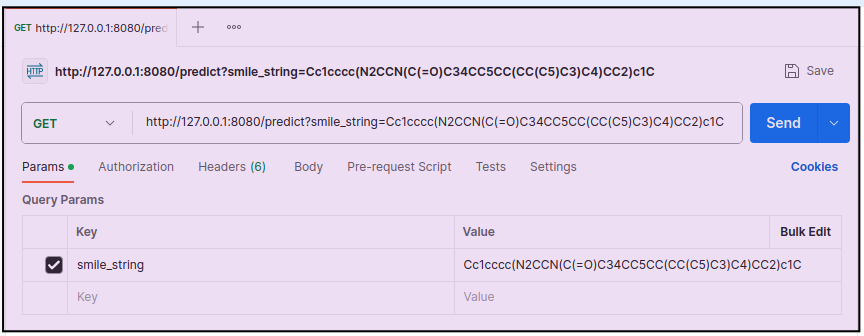 GET http://127.0.0.1:8080/pred
HTTP http://127.0.0.1:8080/predict?smile_string=Cc1cccc(N2CCN(C(=O)C34CC5CC(CC(C5)C3)C4)CC2)c1C Save
GET http://127.0.0.1:8080/predict?smile_string=Cc1cccc(N2CCN(C(=O)C34CC5CC(CC(C5)C3)C4)CC2)c1C Send
Params Authorization Headers (6) Body Pre-request Script Tests Settings Cookies
Query Params
Key Value Bulk Edit
smile_string Cc1cccc(N2CCN(C(=O)C34CC5CC(CC(C5)C3)C4)CC2)c1C
Key Value